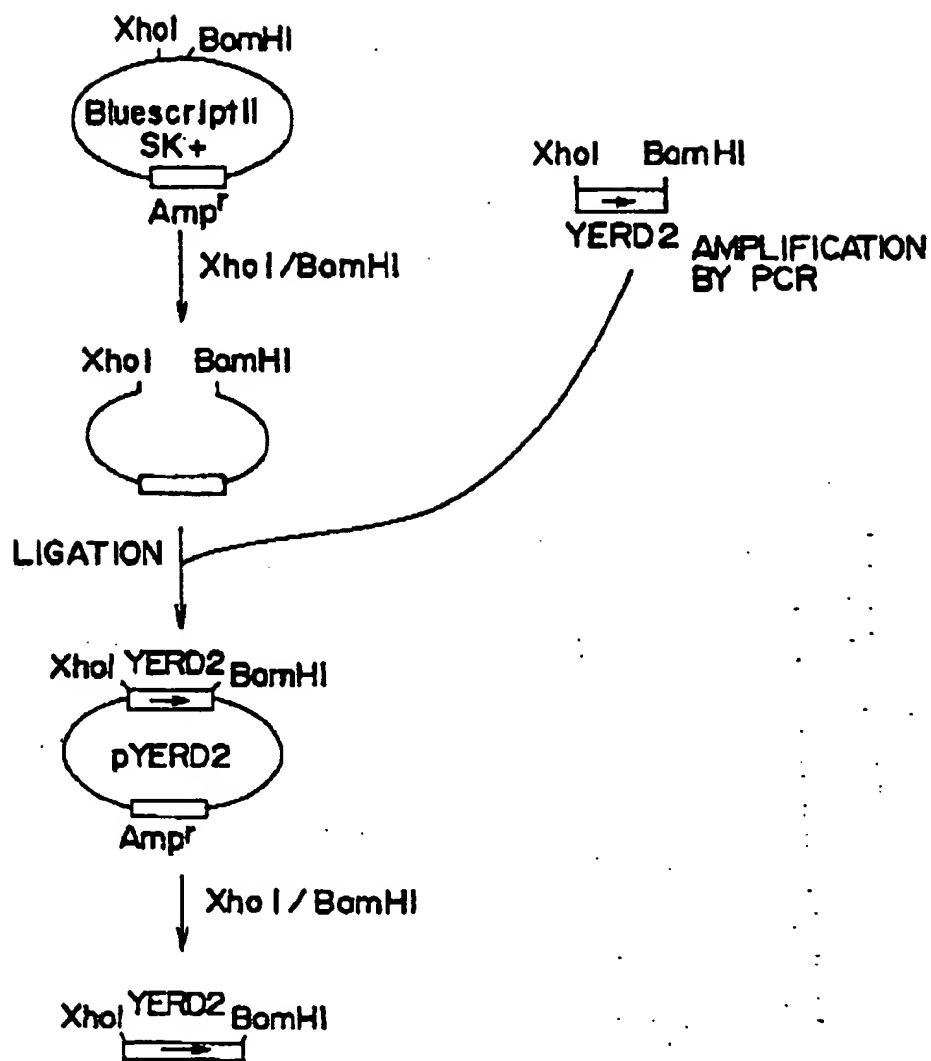 XhoI BamHI
BluescriptII
SK+
Amp^r
XhoI/BamHI
XhoI BamHI
YERD2
AMPLIFICATION
BY PCR
XhoI BamHI
LIGATION
XhoI YERD2 BamHI
pYERD2
Amp^r
XhoI/BamHI
XhoI YERD2 BamHI